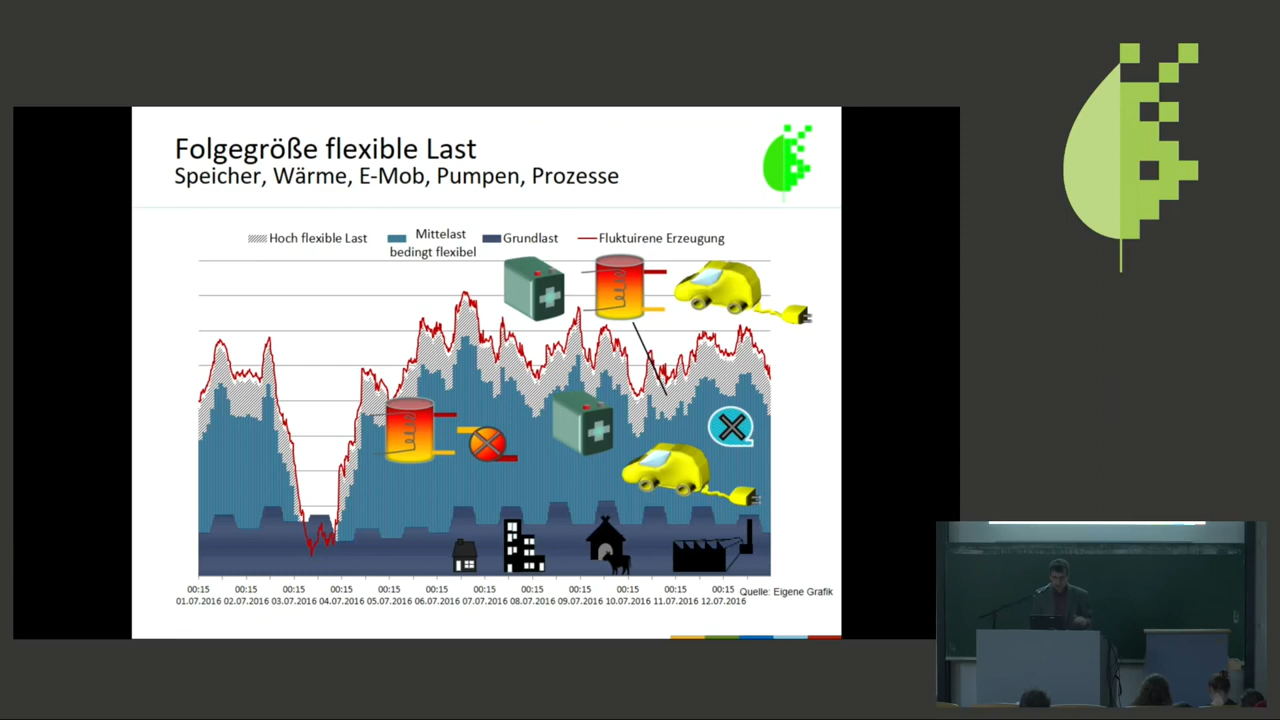 Folgegröße flexible Last
Speicher, Wärme, E-Mob, Pumpen, Prozesse
Hoch flexible Last
Mittelast
bedingt flexibel
Grundlast
Fluktuirene Erzeugung
00:15 00:15 00:15 00:15 00:15 00:15 00:15 00:15 00:15 00:15 00:15 00:15
01.07.2016 02.07.2016 03.07.2016 04.07.2016 05.07.2016 06.07.2016 07.07.2016 08.07.2016 09.07.2016 10.07.2016 11.07.2016 12.07.2016
Quelle: Eigene Grafik